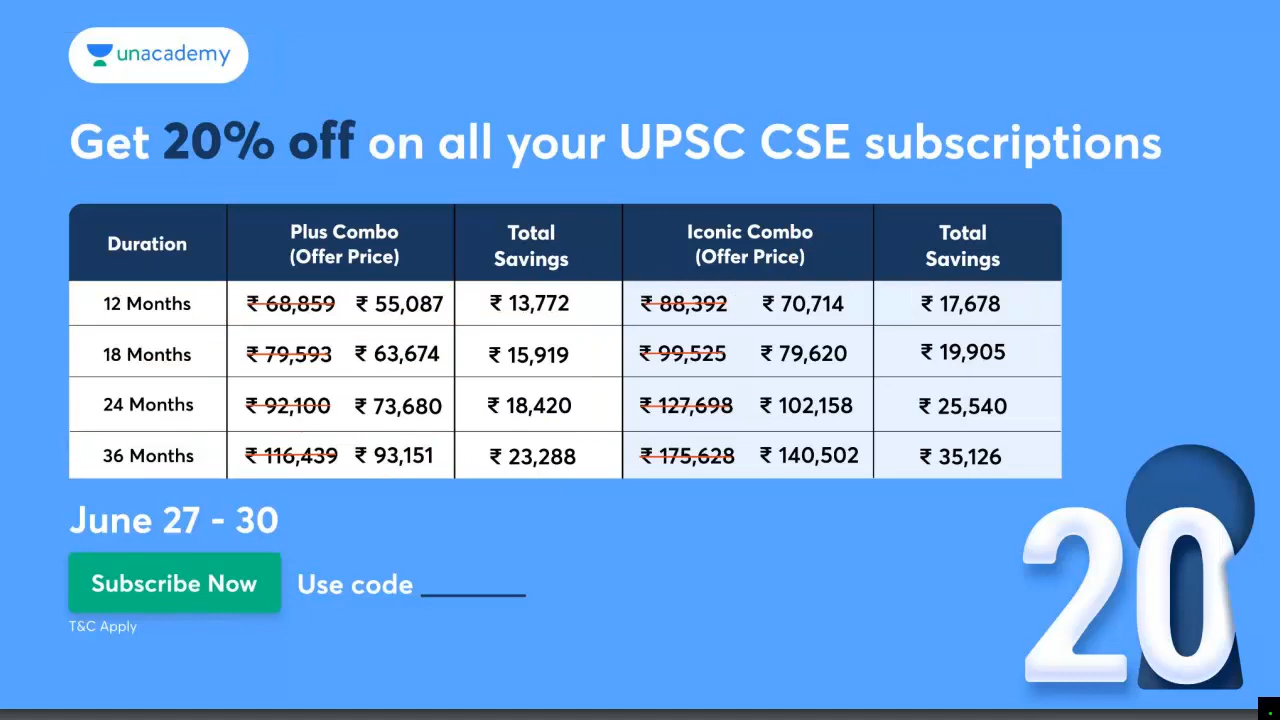 unacademy
Get 20% off on all your UPSC CSE subscriptions
Duration Plus Combo (Offer Price) Total Savings Iconic Combo (Offer Price) Total Savings
12 Months ₹ 68,859 ₹ 55,087 ₹ 13,772 ₹ 88,392 ₹ 70,714 ₹ 17,678
18 Months ₹ 79,593 ₹ 63,674 ₹ 15,919 ₹ 99,525 ₹ 79,620 ₹ 19,905
24 Months ₹ 92,100 ₹ 73,680 ₹ 18,420 ₹ 127,698 ₹ 102,158 ₹ 25,540
36 Months ₹ 116,439 ₹ 93,151 ₹ 23,288 ₹ 175,628 ₹ 140,502 ₹ 35,126
June 27 - 30
Subscribe Now Use code ________
T&C Apply
20